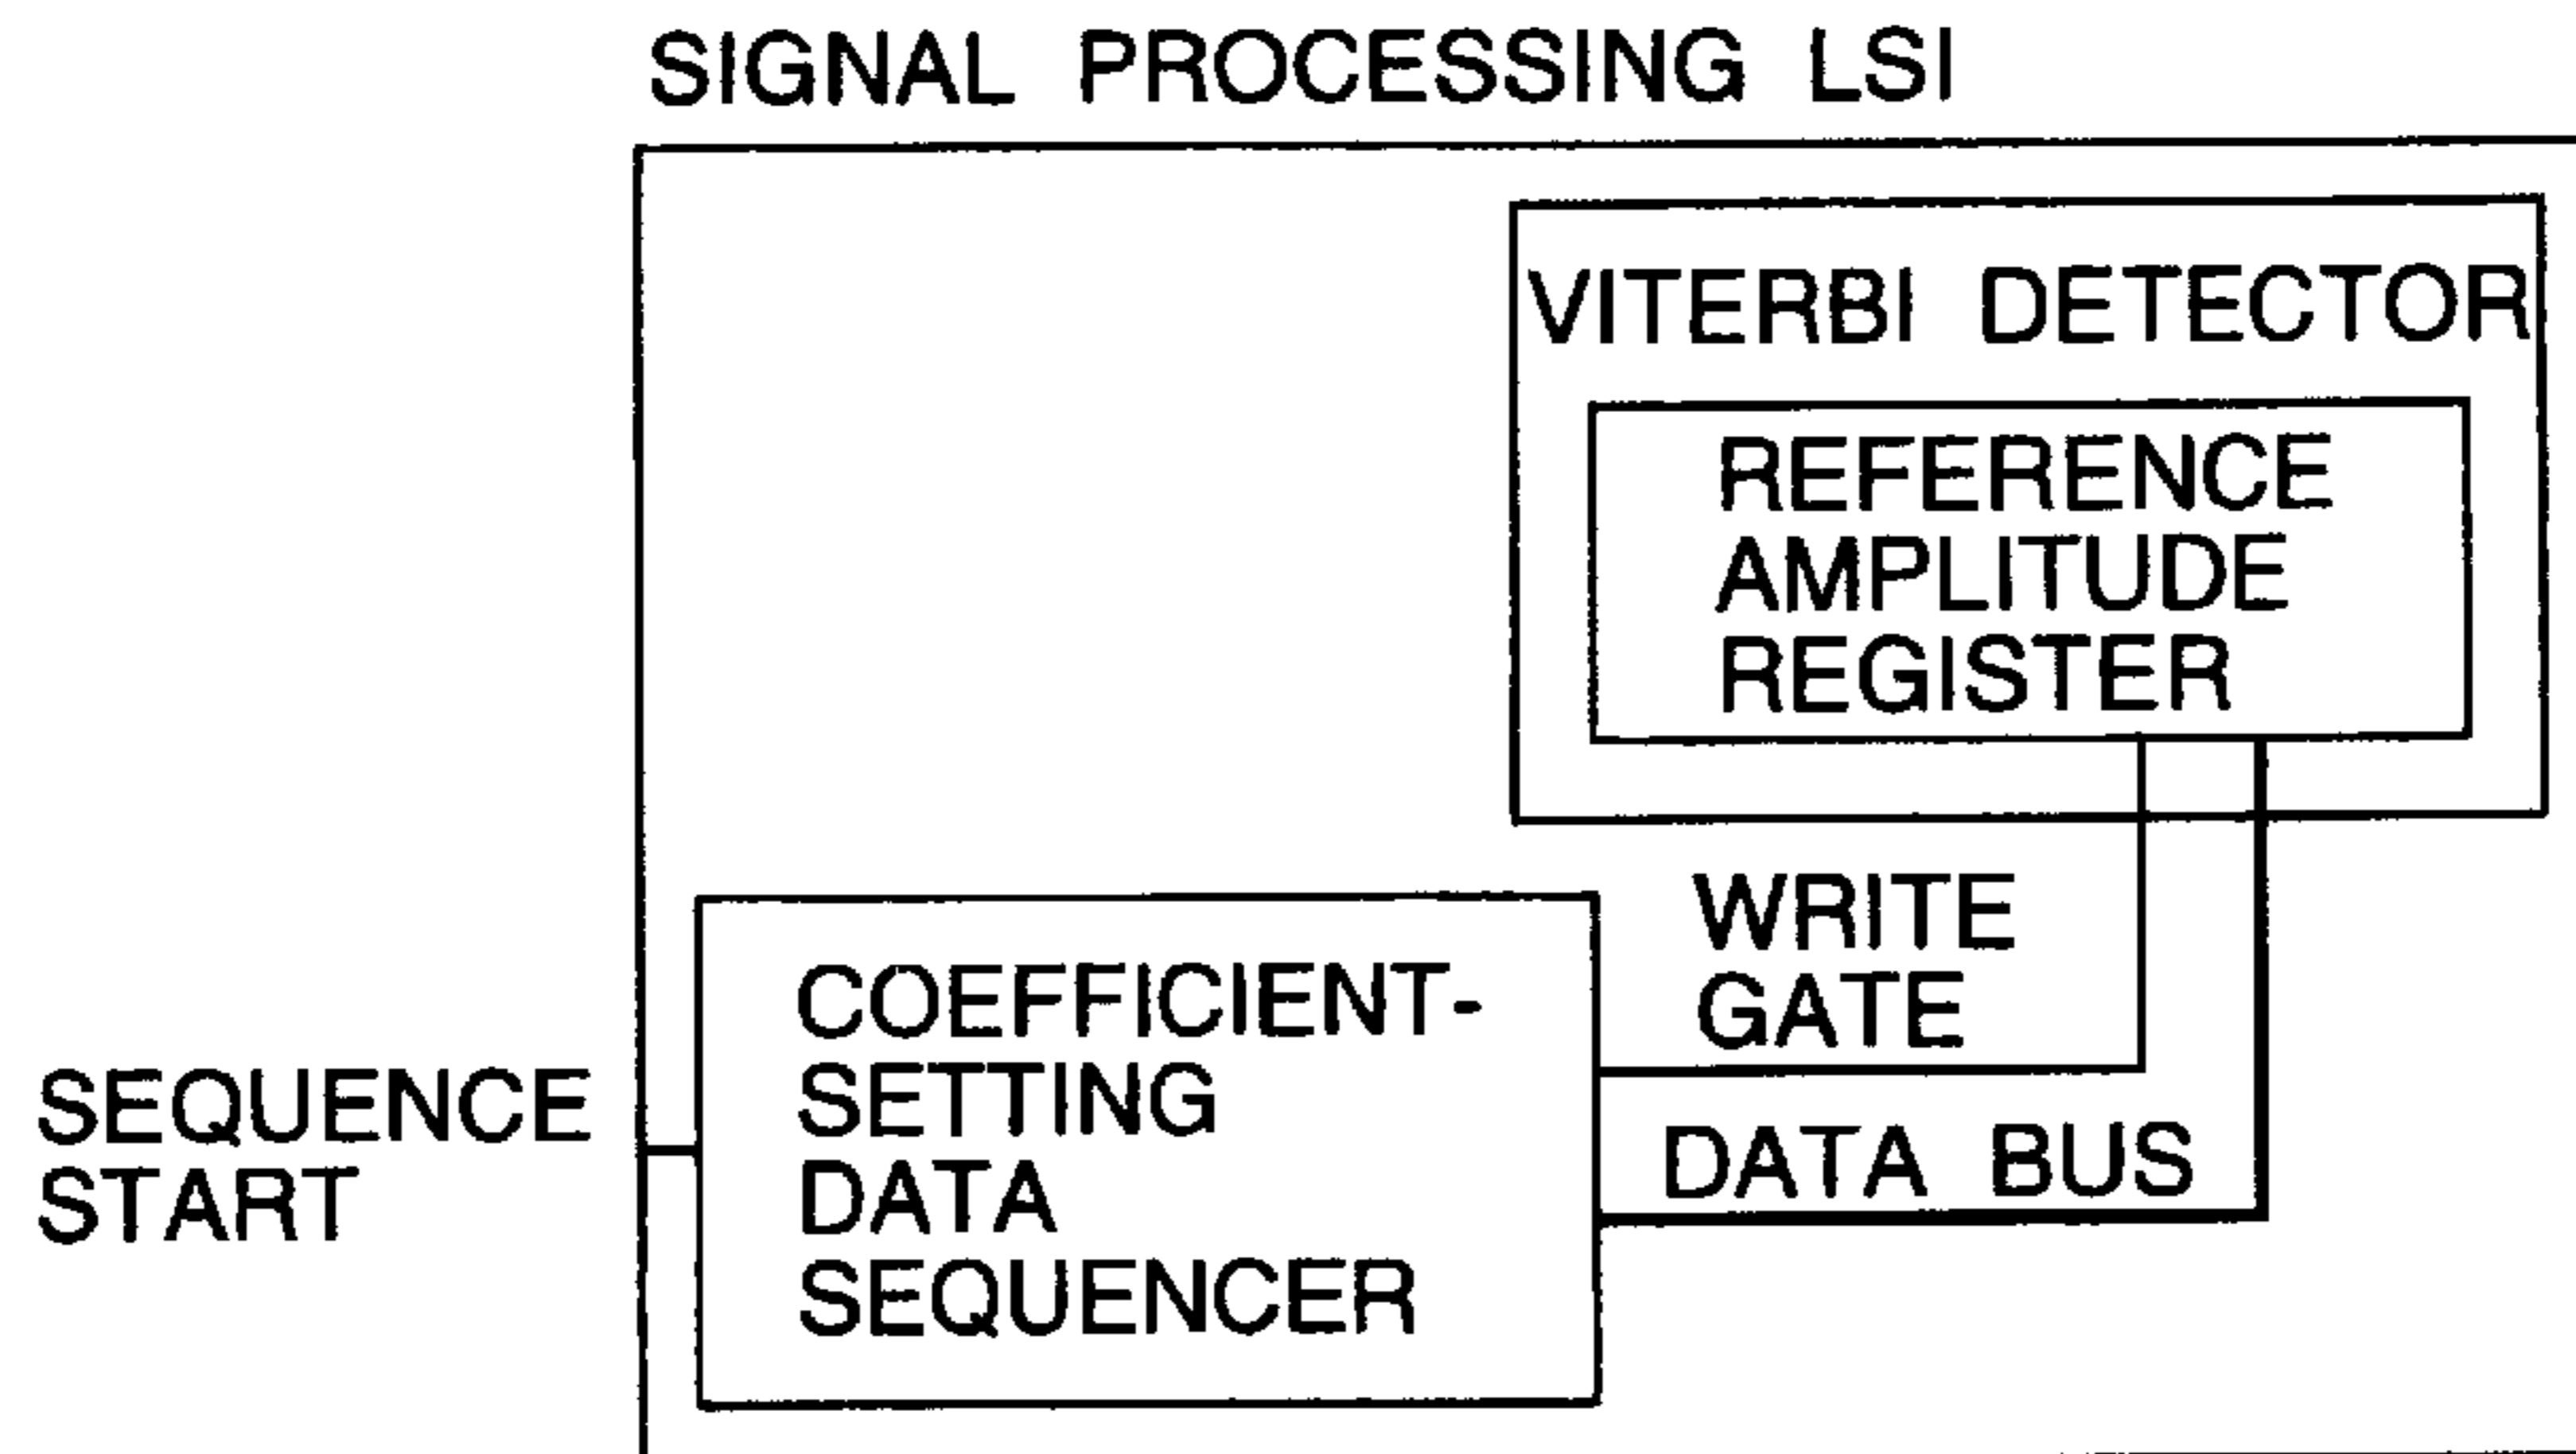 SIGNAL PROCESSING LSI
VITERBI DETECTOR
REFERENCE
AMPLITUDE
REGISTER
WRITE
GATE
COEFFICIENT-
SETTING
DATA
SEQUENCER
SEQUENCE
START
DATA BUS